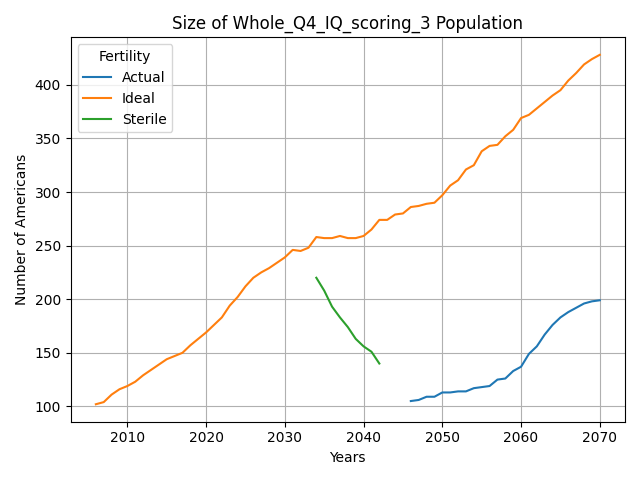 Size of Whole_Q4_IQ_scoring_3 Population
Fertility
Actual
Ideal
Sterile
Number of Americans
400
350
300
250
200
150
100
2010 2020 2030 2040 2050 2060 2070
Years